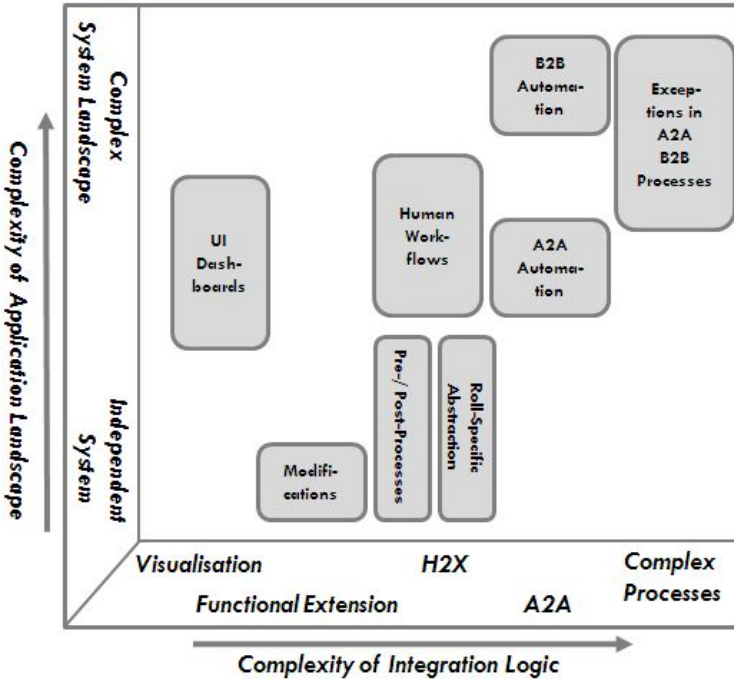 Complexity of Application Landscape
Complex
System Landscape
Independent
System
B2B
Automa-
tion
Excep-
tions in
A2A
B2B
Processes
UI
Dash-
boards
Human
Work-
flows
A2A
Automa-
tion
Modifi-
cations
Pre-/ Post-Processes
Roll-Specific
Abstraction
Visualisation
H2X
Complex
Processes
Functional Extension
A2A
Complexity of Integration Logic